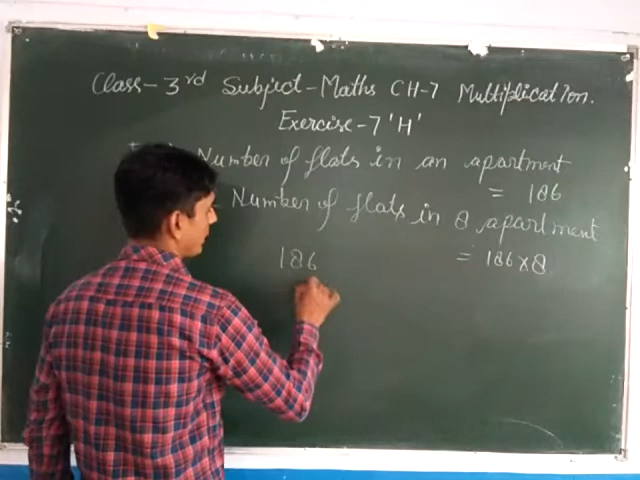 Class-3rd Subject-Maths CH-7 Multiplication.
Exercise-7'H'
Number of flats in an apartment
= 186
Number of flats in 8 apartment
= 186×8
186